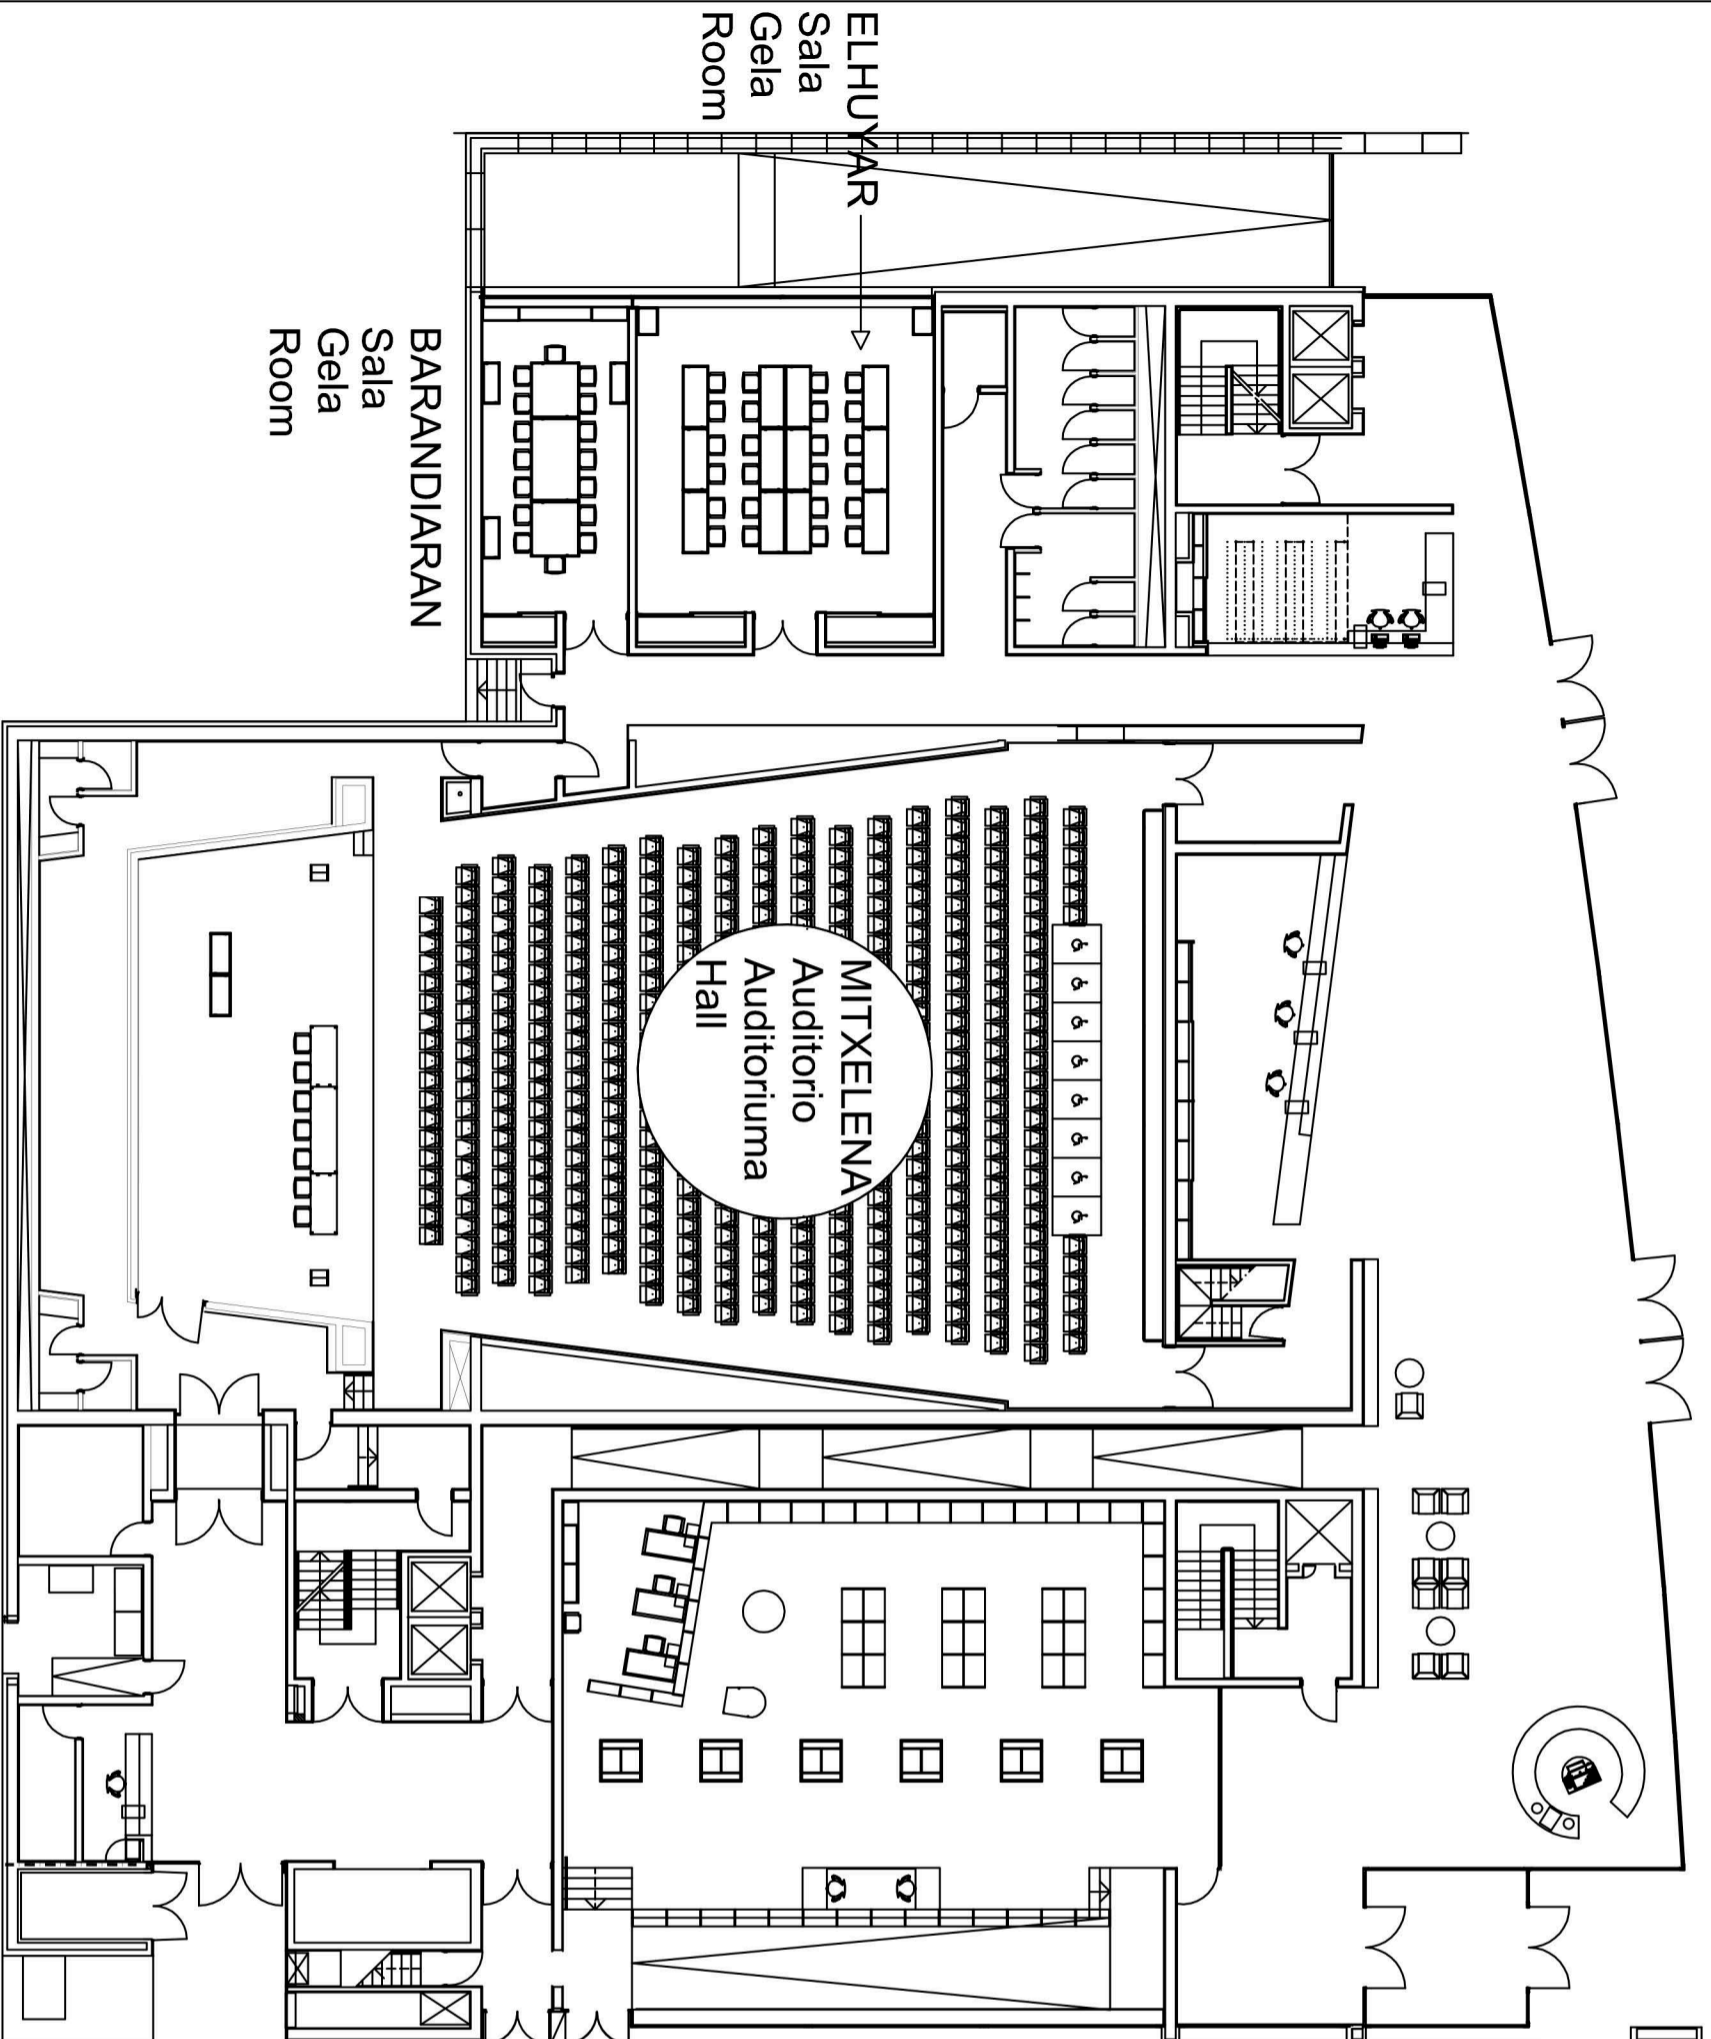 ELHUYAR
Sala
Gela
Room
BARANDIARAN
Sala
Gela
Room
MITXELENA
Auditorio
Auditoriuma
Hall